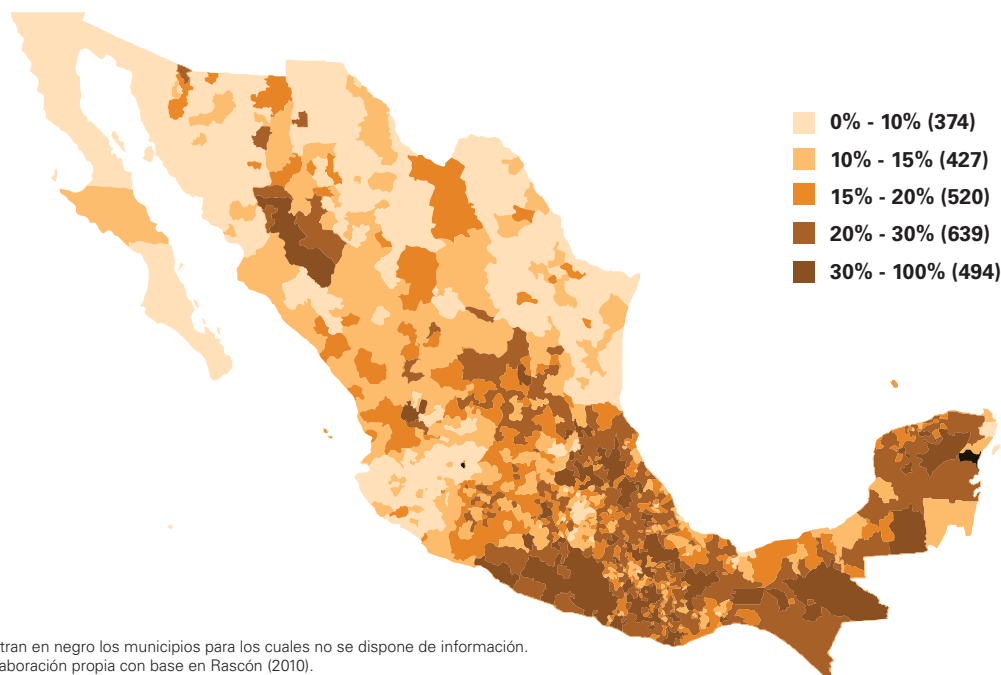 0% - 10% (374)
10% - 15% (427)
15% - 20% (520)
20% - 30% (639)
30% - 100% (494)
tran en negro los municipios para los cuales no se dispone de información.
aboración propia con base en Rascón (2010).